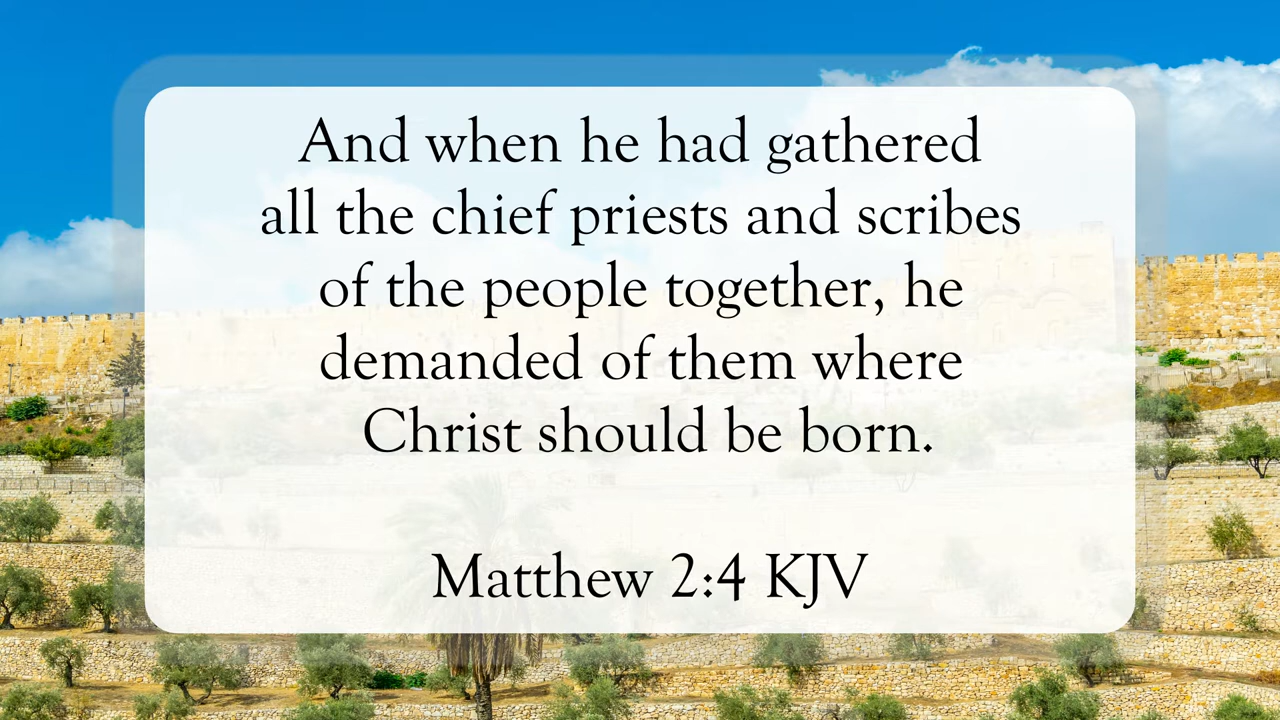 And when he had gathered
all the chief priests and scribes
of the people together, he
demanded of them where
Christ should be born.
Matthew 2:4 KJV